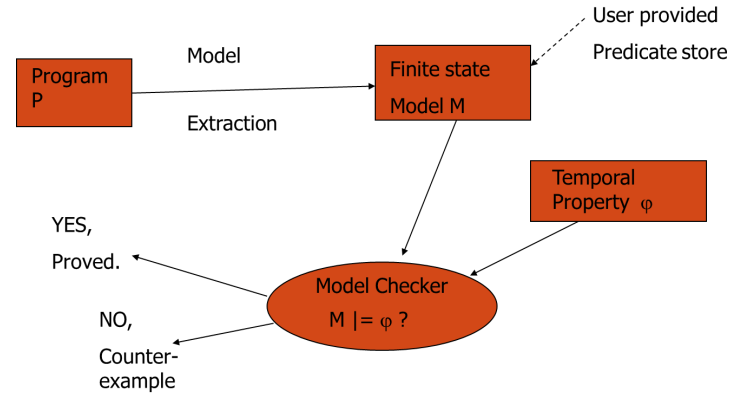 User provided
Predicate store
Program
P
Model
Extraction
Finite state
Model M
Temporal
Property φ
YES,
Proved.
Model Checker
M |= φ ?
NO,
Counter-
example